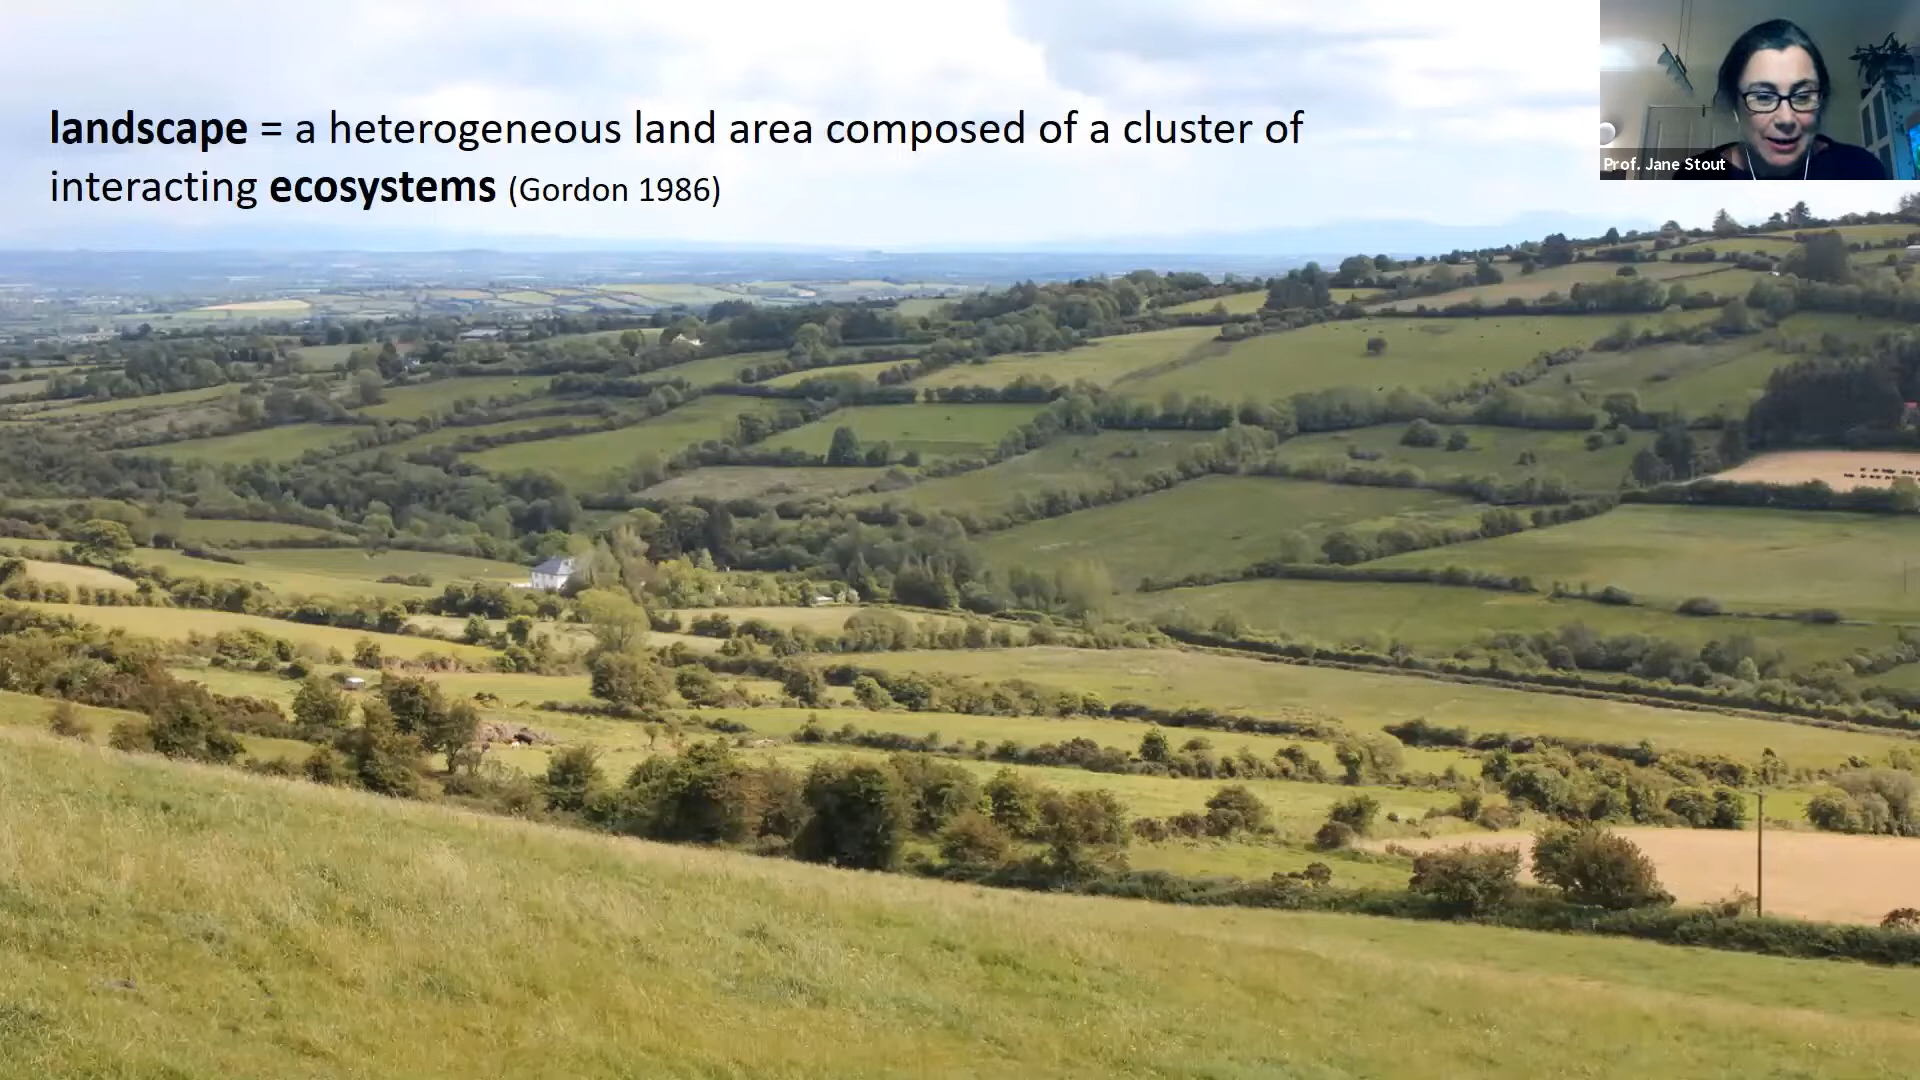 landscape = a heterogeneous land area composed of a cluster of
interacting ecosystems (Gordon 1986)
Prof. Jane Stout